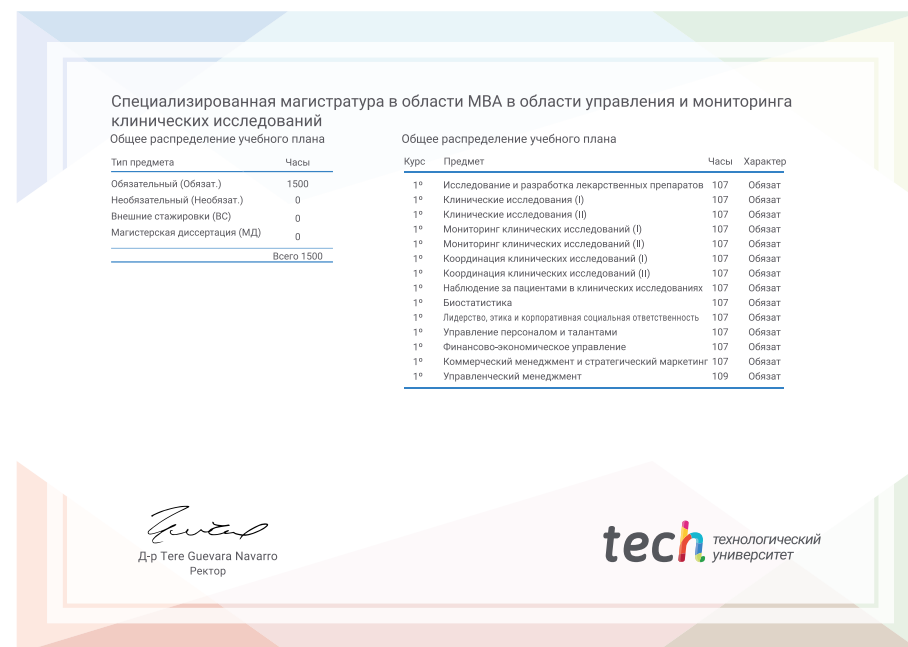 Специализированная магистратура в области MBA в области управления и мониторинга
клинических исследований
Общее распределение учебного плана
Тип предмета Часы
Обязательный (Обязат.) 1500
Необязательный (Необязат.) 0
Внешние стажировки (ВС) 0
Магистерская диссертация (МД) 0
Всего 1500
Общее распределение учебного плана
Курс Предмет Часы Характер
1º Исследование и разработка лекарственных препаратов 107 Обязат
1º Клинические исследования (I) 107 Обязат
1º Клинические исследования (II) 107 Обязат
1º Мониторинг клинических исследований (I) 107 Обязат
1º Мониторинг клинических исследований (II) 107 Обязат
1º Координация клинических исследований (I) 107 Обязат
1º Координация клинических исследований (II) 107 Обязат
1º Наблюдение за пациентами в клинических исследованиях 107 Обязат
1º Биостатистика 107 Обязат
1º Лидерство, этика и корпоративная социальная ответственность 107 Обязат
1º Управление персоналом и талантами 107 Обязат
1º Финансово-экономическое управление 107 Обязат
1º Коммерческий менеджмент и стратегический маркетинг 107 Обязат
1º Управленческий менеджмент 109 Обязат
Д-р Tere Guevara Navarro
Ректор
tech технологический
университет